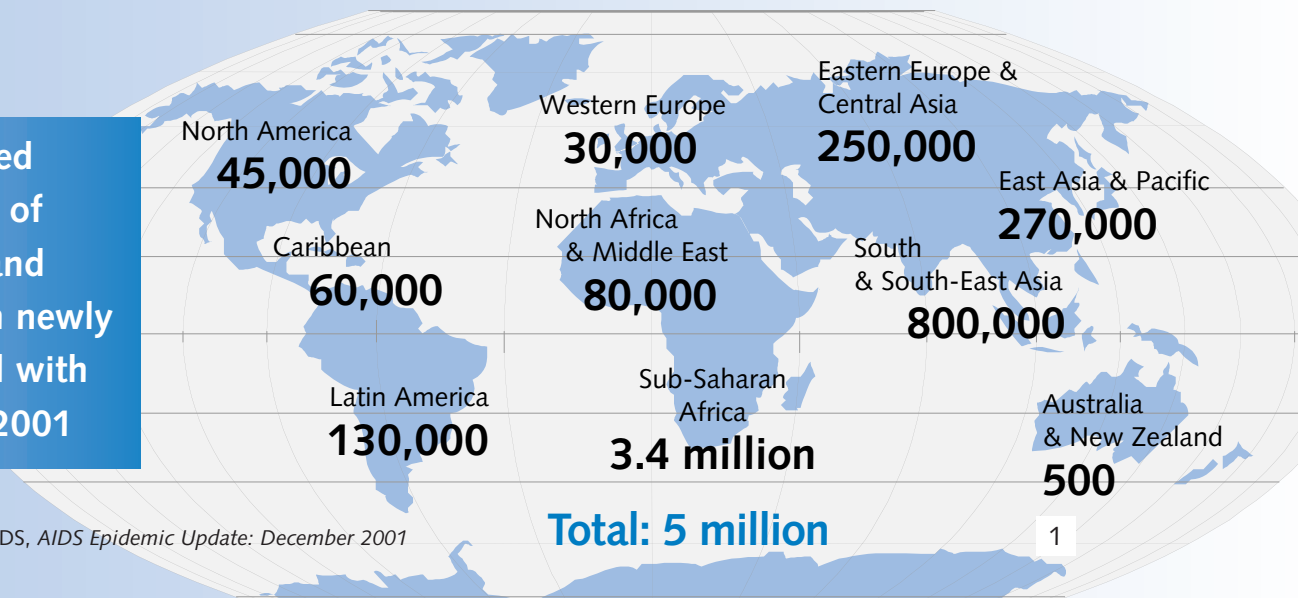 ed
of
and
n newly
d with
2001
North America
45,000
Caribbean
60,000
Latin America
130,000
Western Europe
30,000
North Africa
& Middle East
80,000
Sub-Saharan
Africa
3.4 million
Eastern Europe &
Central Asia
250,000
East Asia & Pacific
270,000
South
& South-East Asia
800,000
Australia
& New Zealand
500
DS, AIDS Epidemic Update: December 2001
Total: 5 million
1